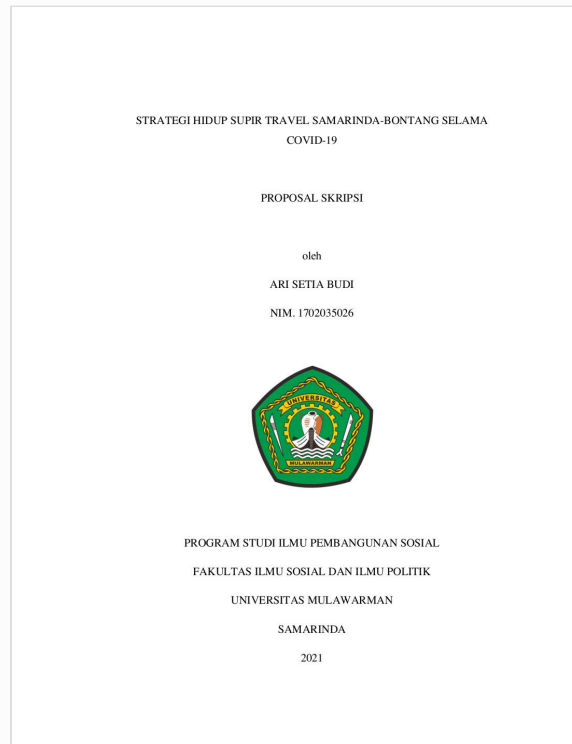 STRATEGI HIDUP SUPIR TRAVEL SAMARINDA-BONTANG SELAMA
COVID-19
PROPOSAL SKRIPSI
oleh
ARI SETIA BUDI
NIM. 1702035026
UNIVERSITAS
MULAWARMAN
PROGRAM STUDI ILMU PEMBANGUNAN SOSIAL
FAKULTAS ILMU SOSIAL DAN ILMU POLITIK
UNIVERSITAS MULAWARMAN
SAMARINDA
2021